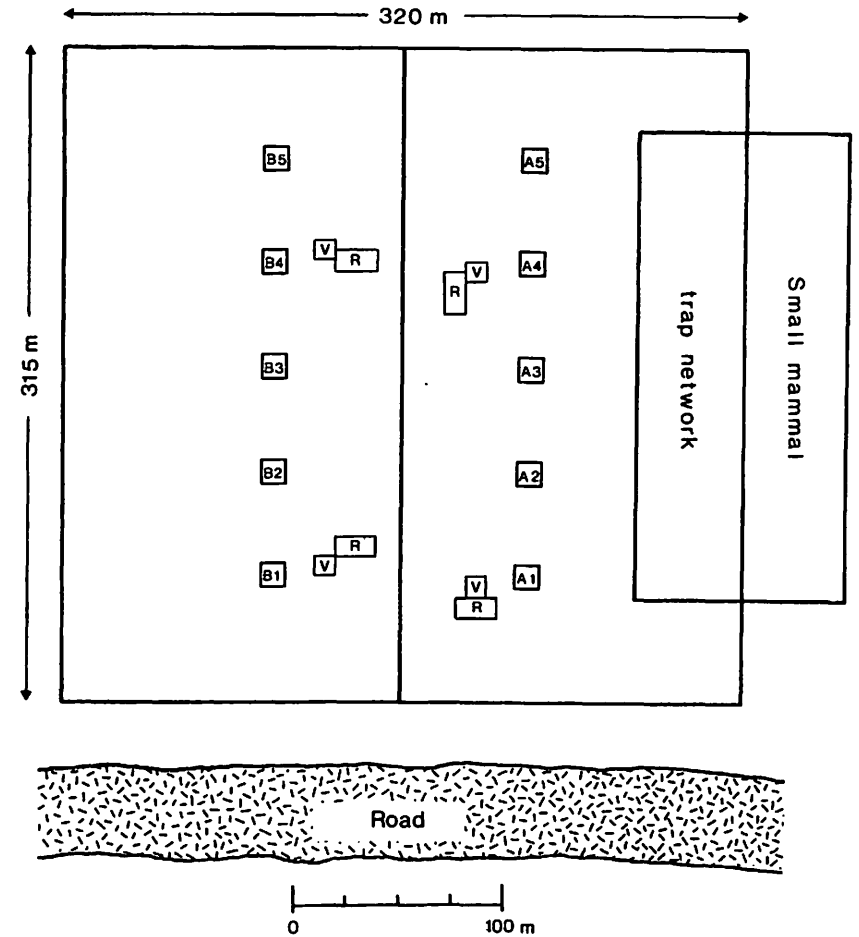 320 m
315 m
B5
A5
V
R
B4
V
R
A4
B3
A3
trap network
Small mammal
B2
A2
R
V
B1
V
R
A1
Road
0
100 m